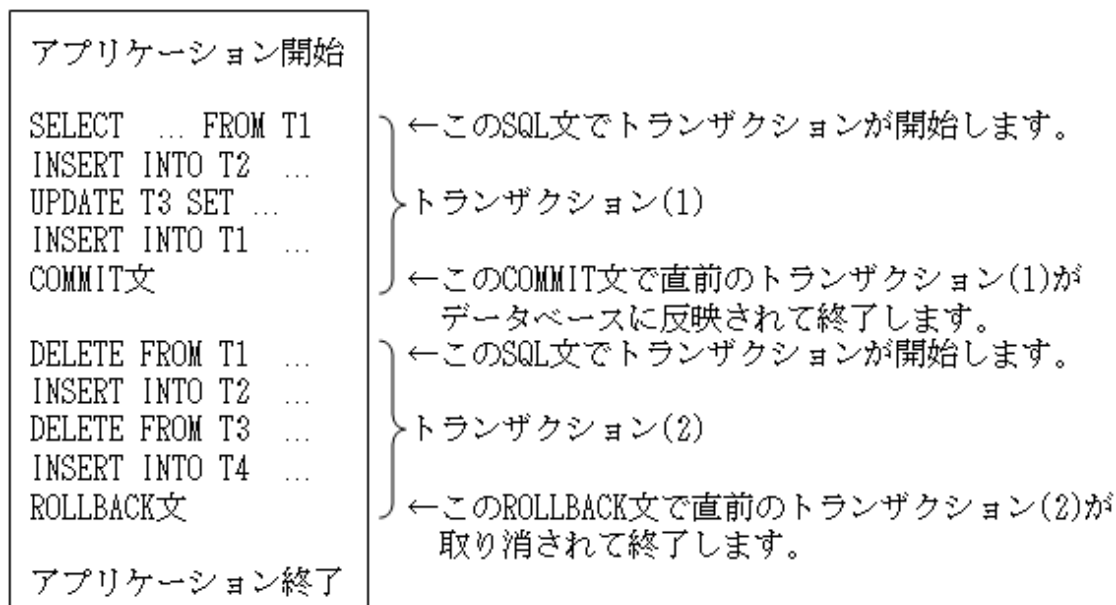 アプリケーション開始
SELECT ... FROM T1 ←このSQL文でトランザクションが開始します。
INSERT INTO T2 ...
UPDATE T3 SET ... トランザクション(1)
INSERT INTO T1 ...
COMMIT文 ←このCOMMIT文で直前のトランザクション(1)が
データベースに反映されて終了します。
DELETE FROM T1 ... ←このSQL文でトランザクションが開始します。
INSERT INTO T2 ...
DELETE FROM T3 ... トランザクション(2)
INSERT INTO T4 ...
ROLLBACK文 ←このROLLBACK文で直前のトランザクション(2)が
取り消されて終了します。
アプリケーション終了